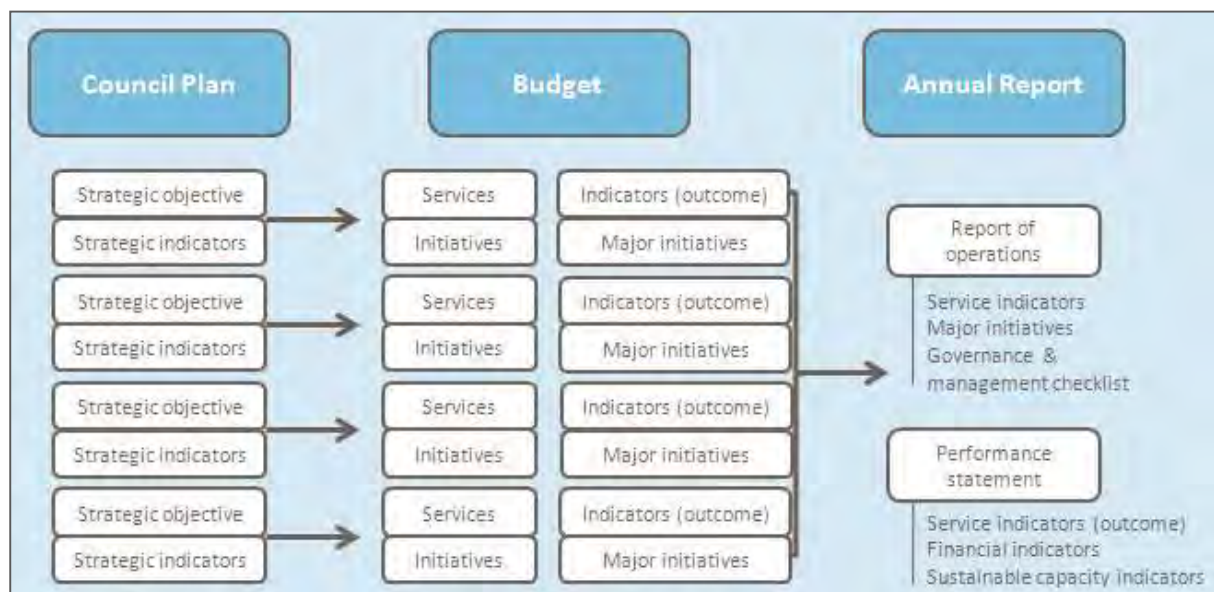 Council Plan
Budget
Annual Report
Strategic objective
Strategic indicators
Strategic objective
Strategic indicators
Strategic objective
Strategic indicators
Strategic objective
Strategic indicators
Services
Initiatives
Services
Initiatives
Services
Initiatives
Services
Initiatives
Indicators (outcome)
Major initiatives
Indicators (outcome)
Major initiatives
Indicators (outcome)
Major initiatives
Indicators (outcome)
Major initiatives
Report of
operations
Service indicators
Major initiatives
Governance &
management checklist
Performance
statement
Service indicators (outcome)
Financial indicators
Sustainable capacity indicators